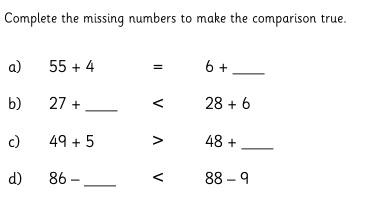 Complete the missing numbers to make the comparison true.
a) 55 + 4 = 6 + ____
b) 27 + ____ < 28 + 6
c) 49 + 5 > 48 + ____
d) 86 – ____ < 88 – 9